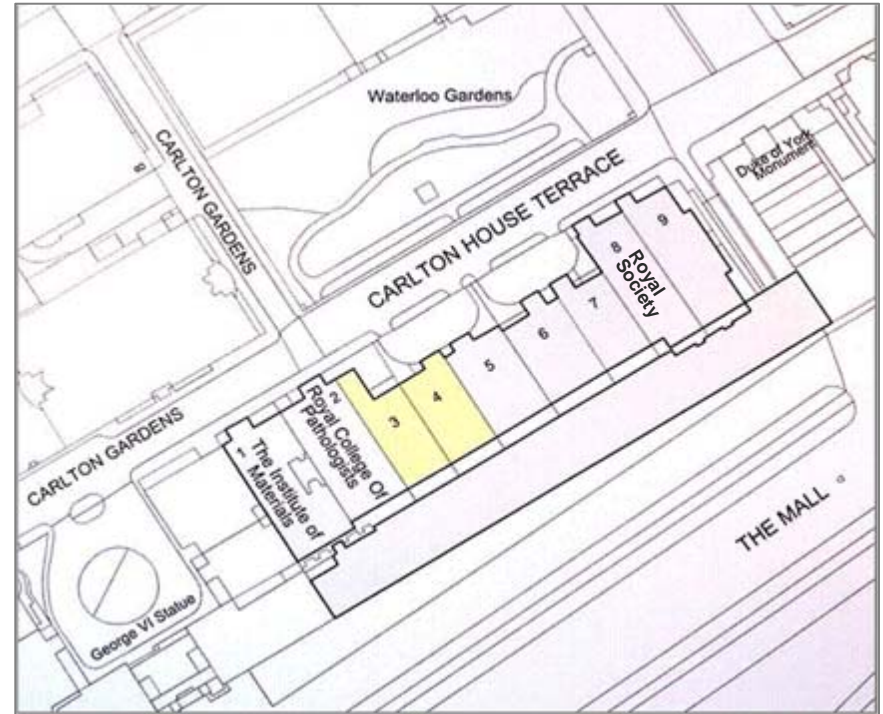 Waterloo Gardens
CARLTON GARDENS
8
Duke of York
Monument
CARLTON HOUSE TERRACE
9
8
Royal
Society
7
6
5
4
3
2
Royal College Of
Pathologists
1
The Institute of
Materials
CARLTON GARDENS
THE MALL
George VI Statue